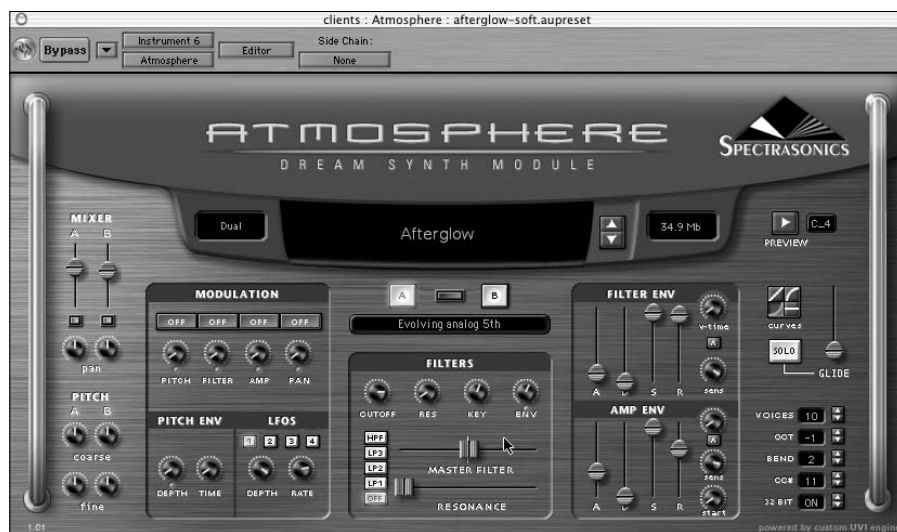 clients : Atmosphere : afterglow-soft.aupreset
Bypass
Instrument 6
Atmosphere
Editor
Side Chain:
None
ATMOSPHERE
DREAM SYNTH MODULE
SPECTRASONICS
Dual
Afterglow
34.9 Mb
C_4
PREVIEW
MIXER
A B
pan
PITCH
A B
coarse
fine
1.01
MODULATION
OFF OFF OFF OFF
PITCH FILTER AMP PAN
PITCH ENV
DEPTH TIME
LFOS
1 2 3 4
DEPTH RATE
A B
Evolving analog 5th
FILTERS
CUTOFF RES KEY ENV
HPF
LP3
LP2
LP1
OFF
MASTER FILTER
RESONANCE
FILTER ENV
v-time
A
sens
A D S R
AMP ENV
A
sens
start
A D S R
curves
SOLO
GLIDE
VOICES 10
OCT -1
BEND 2
CC# 11
32 BIT ON
powered by custom UVI engine